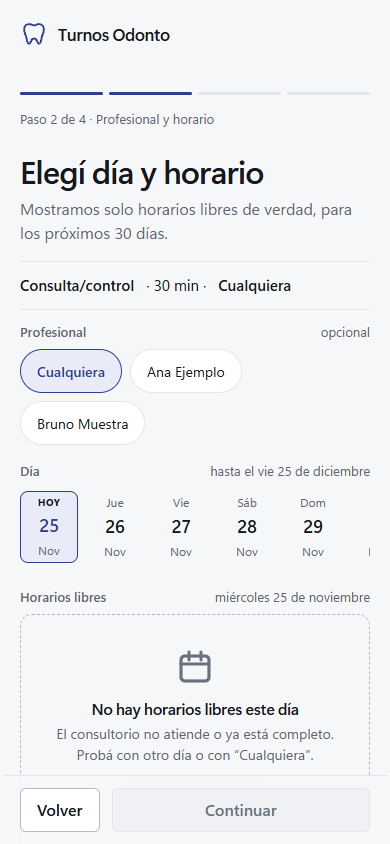 Turnos Odonto
Paso 2 de 4 · Profesional y horario
Elegí día y horario
Mostramos solo horarios libres de verdad, para
los próximos 30 días.
Consulta/control · 30 min · Cualquiera
Profesional opcional
Cualquiera Ana Ejemplo
Bruno Muestra
Día hasta el vie 25 de diciembre
HOY Jue Vie Sáb Dom
25 26 27 28 29
Nov Nov Nov Nov Nov
Horarios libres miércoles 25 de noviembre
No hay horarios libres este día
El consultorio no atiende o ya está completo.
Probá con otro día o con “Cualquiera”.
Volver Continuar